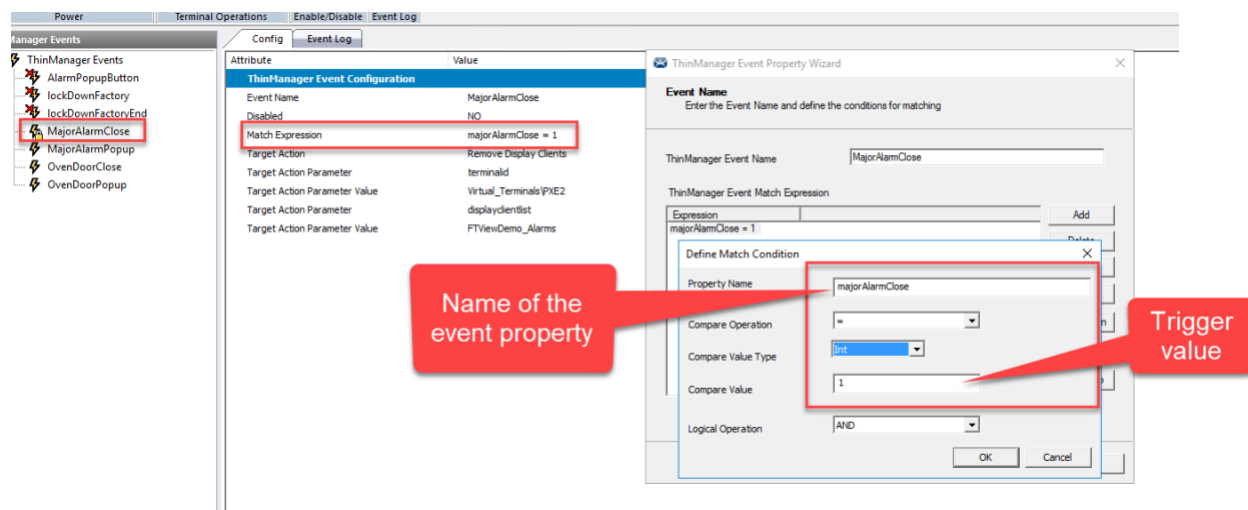 Power Terminal Operations Enable/Disable Event Log
Manager Events
ThinManager Events
AlarmPopupButton
lockDownFactory
lockDownFactoryEnd
MajorAlarmClose
MajorAlarmPopup
OvenDoorClose
OvenDoorPopup
Config Event Log
Attribute Value
ThinManager Event Configuration
Event Name MajorAlarmClose
Disabled NO
Match Expression majorAlarmClose = 1
Target Action Remove Display Clients
Target Action Parameter terminalid
Target Action Parameter Value Virtual_Terminals\PXE2
Target Action Parameter displayclientlist
Target Action Parameter Value FTViewDemo_Alarms
ThinManager Event Property Wizard
Event Name
Enter the Event Name and define the conditions for matching
ThinManager Event Name MajorAlarmClose
ThinManager Event Match Expression
Expression
majorAlarmClose = 1
Add
Delete
Define Match Condition
Property Name majorAlarmClose
Compare Operation =
Compare Value Type Int
Compare Value 1
Logical Operation AND
OK Cancel
Name of the
event property
Trigger
value